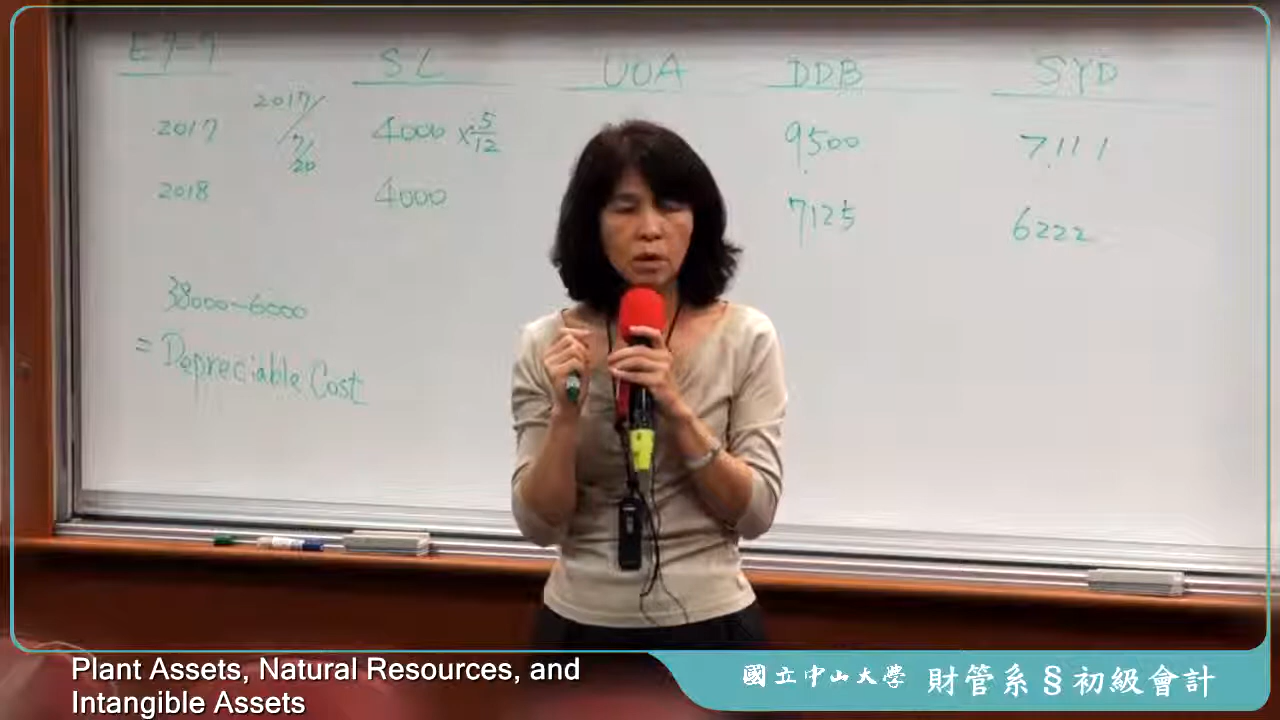 E7-7
SL
UOA
DDB
SYD
2017
2017/
7/
20
4000 × 5/12
9500
7111
2018
4000
7125
6222
38000-6000
= Depreciable Cost
Plant Assets, Natural Resources, and
Intangible Assets
國立中山大學 財管系§初級會計